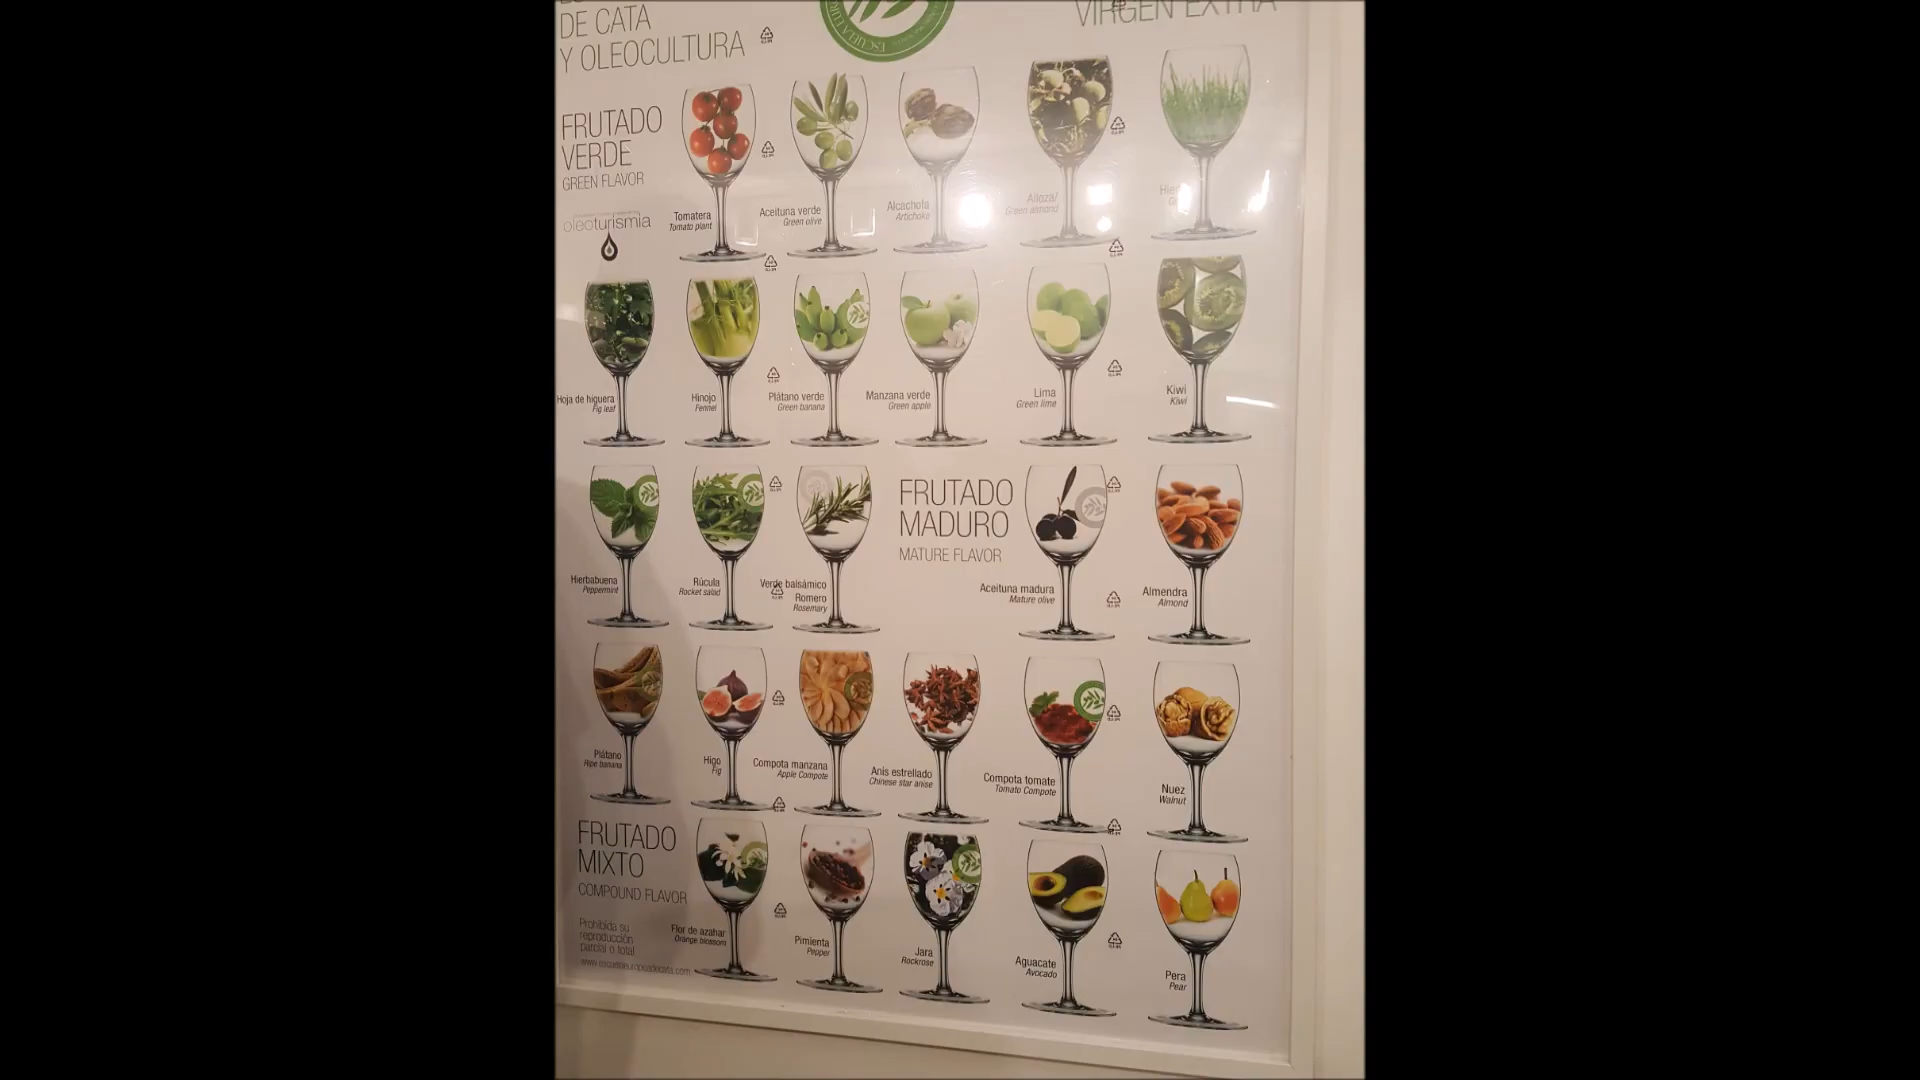 DE CATA
Y OLEOCULTURA
VIRGEN EXTRA
FRUTADO
VERDE
GREEN FLAVOR
oleoturismia
Tomatera
Tomato plant
Aceituna verde
Green olive
Alcachofa
Artichoke
Alloza/
Green almond
Hoja de higuera
Fig leaf
Hinojo
Fennel
Plátano verde
Green banana
Manzana verde
Green apple
Lima
Green lime
Kiwi
Kiwi
Hierbabuena
Peppermint
Rúcula
Rocket salad
Verde balsámico
Romero
Rosemary
FRUTADO
MADURO
MATURE FLAVOR
Aceituna madura
Mature olive
Almendra
Almond
Plátano
Ripe banana
Higo
Fig
Compota manzana
Apple Compote
Anís estrellado
Chinese star anise
Compota tomate
Tomato Compote
Nuez
Walnut
FRUTADO
MIXTO
COMPOUND FLAVOR
Prohibida su
reproducción
parcial o total
www.escuelaeuropeadecata.com
Flor de azahar
Orange blossom
Pimienta
Pepper
Jara
Rockrose
Aguacate
Avocado
Pera
Pear